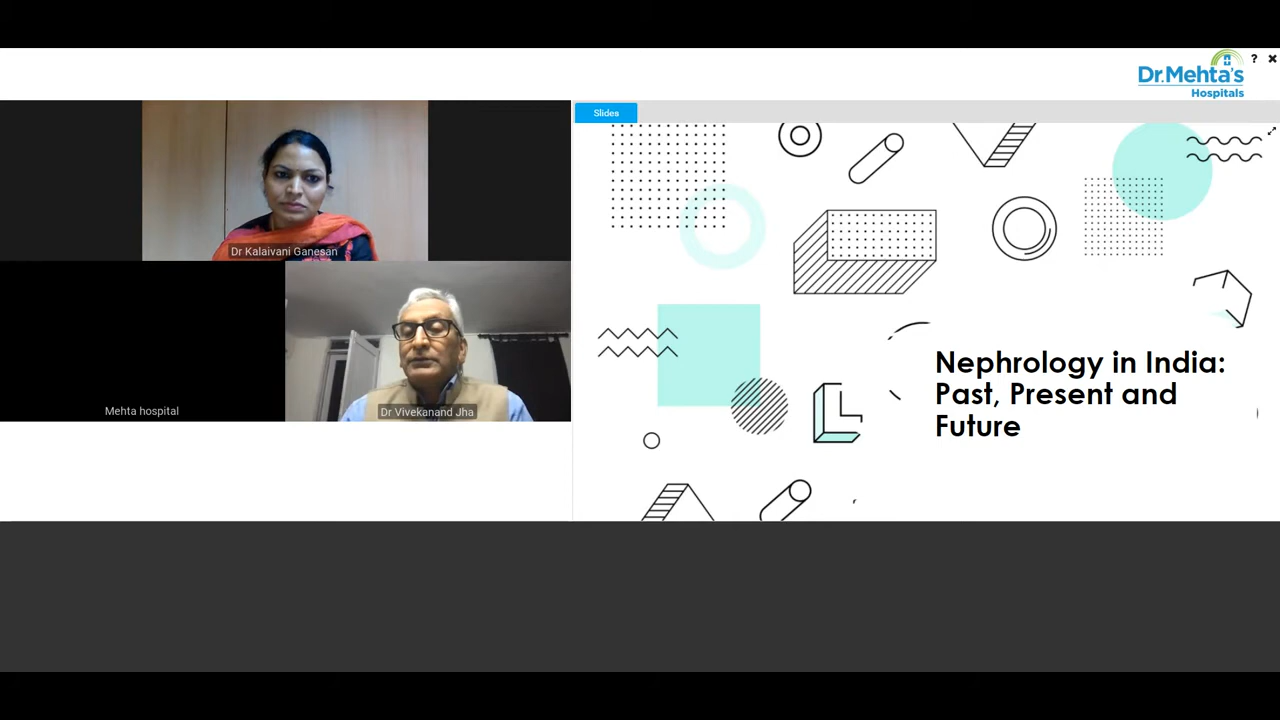 ? ✖
Dr.Mehta's
Hospitals
Slides
Dr Kalaivani Ganesan
Mehta hospital
Dr Vivekanand Jha
Nephrology in India:
Past, Present and
Future